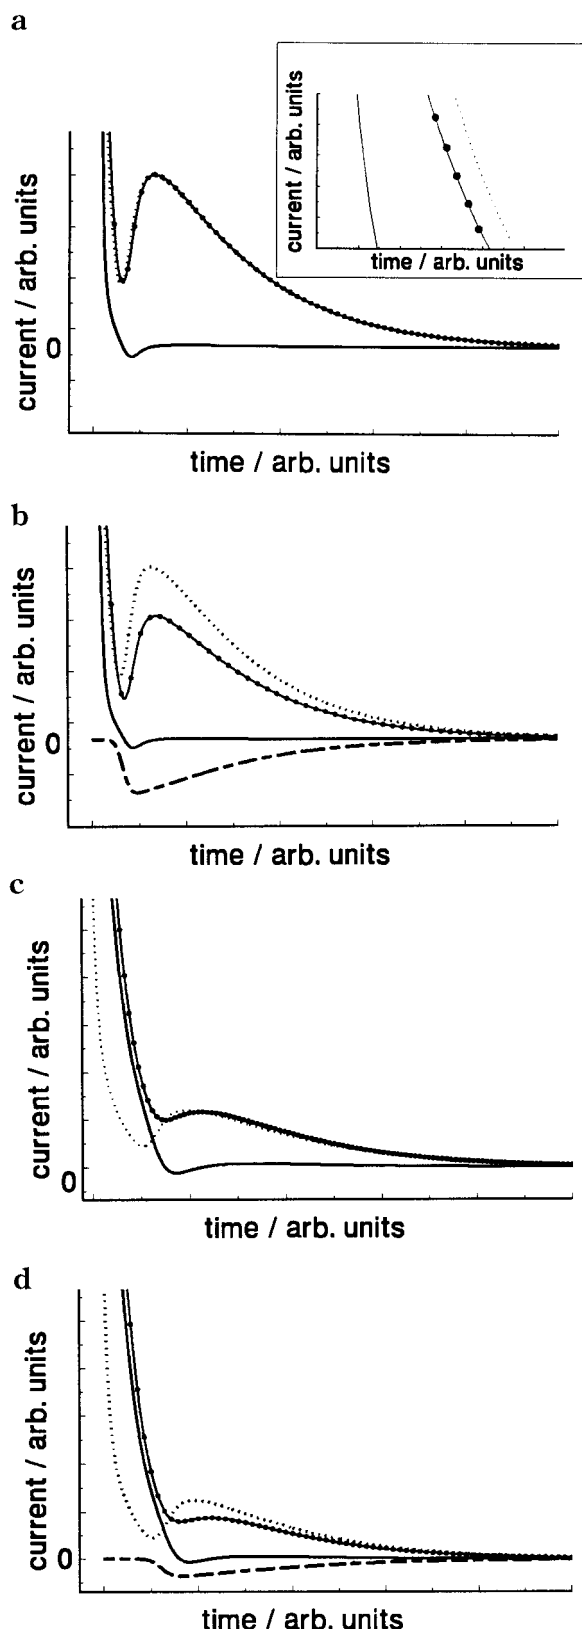 a
current / arb. units
time / arb. units
current / arb. units
0
time / arb. units
b
current / arb. units
0
time / arb. units
c
current / arb. units
0
time / arb. units
d
current / arb. units
0
time / arb. units